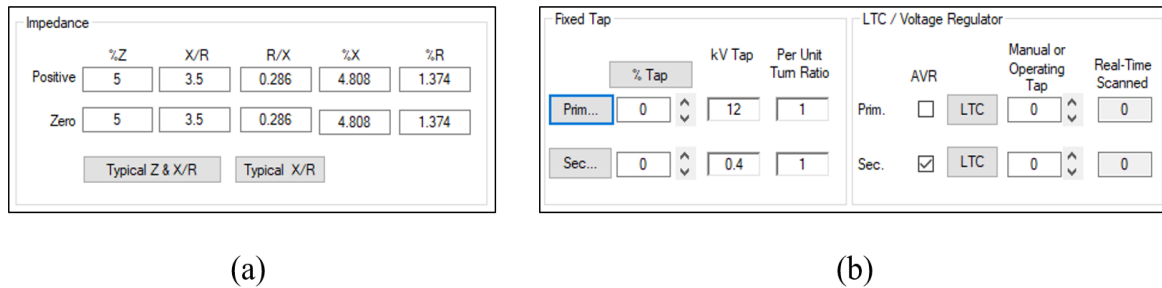 Impedance
%Z X/R R/X %X %R
Positive 5 3.5 0.286 4.808 1.374
Zero 5 3.5 0.286 4.808 1.374
Typical Z & X/R Typical X/R
(a)
Fixed Tap
% Tap kV Tap Per Unit
Turn Ratio
Prim... 0 12 1
Sec... 0 0.4 1
LTC / Voltage Regulator
AVR Manual or
Operating
Tap Real-Time
Scanned
Prim. LTC 0 0
Sec. LTC 0 0
(b)